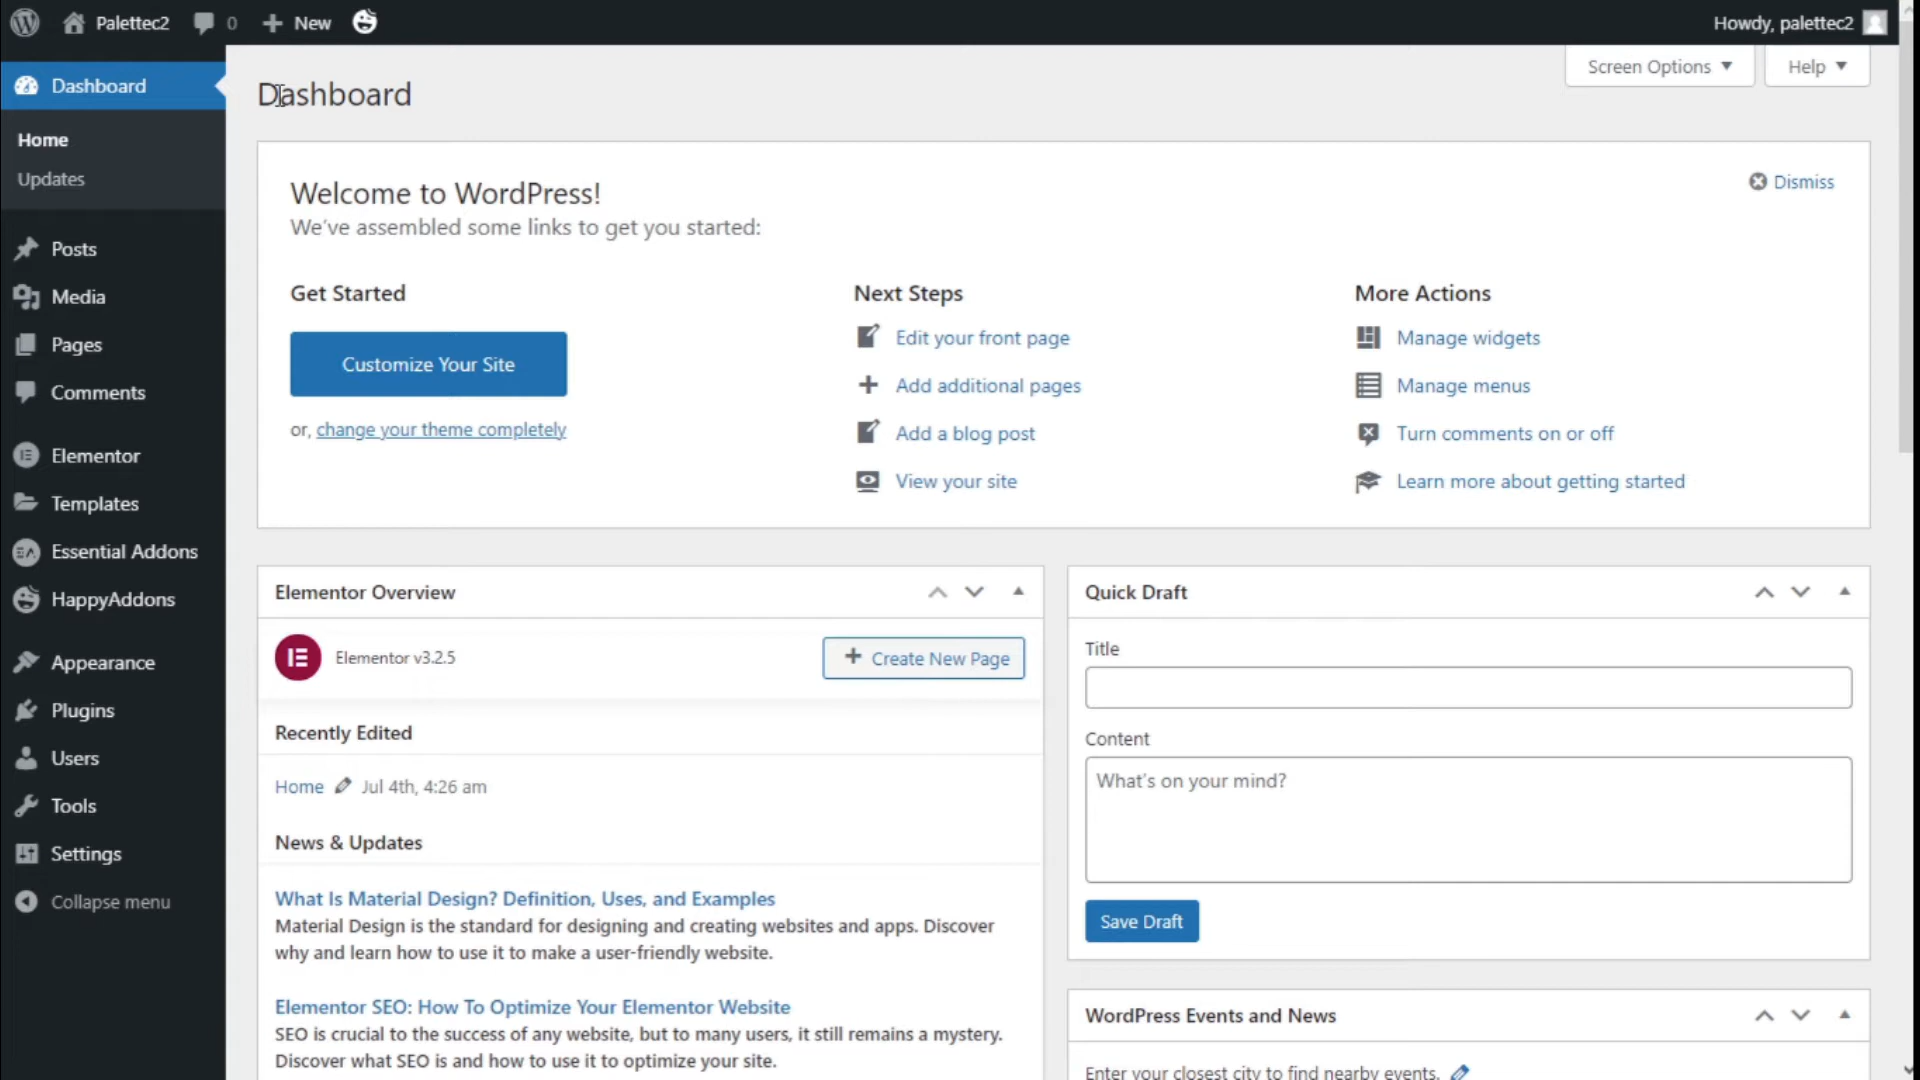 Palettec2 0 New Howdy, palettec2
Dashboard
Home
Updates
Posts
Media
Pages
Comments
Elementor
Templates
Essential Addons
HappyAddons
Appearance
Plugins
Users
Tools
Settings
Collapse menu
Screen Options Help
Dashboard
Welcome to WordPress!
We've assembled some links to get you started:
Dismiss
Get Started
Customize Your Site
or, change your theme completely
Next Steps
Edit your front page
Add additional pages
Add a blog post
View your site
More Actions
Manage widgets
Manage menus
Turn comments on or off
Learn more about getting started
Elementor Overview
Elementor v3.2.5
+ Create New Page
Recently Edited
Home Jul 4th, 4:26 am
News & Updates
What Is Material Design? Definition, Uses, and Examples
Material Design is the standard for designing and creating websites and apps. Discover
why and learn how to use it to make a user-friendly website.
Elementor SEO: How To Optimize Your Elementor Website
SEO is crucial to the success of any website, but to many users, it still remains a mystery.
Discover what SEO is and how to use it to optimize your site.
Quick Draft
Title
Content
What's on your mind?
Save Draft
WordPress Events and News
Enter your closest city to find nearby events.